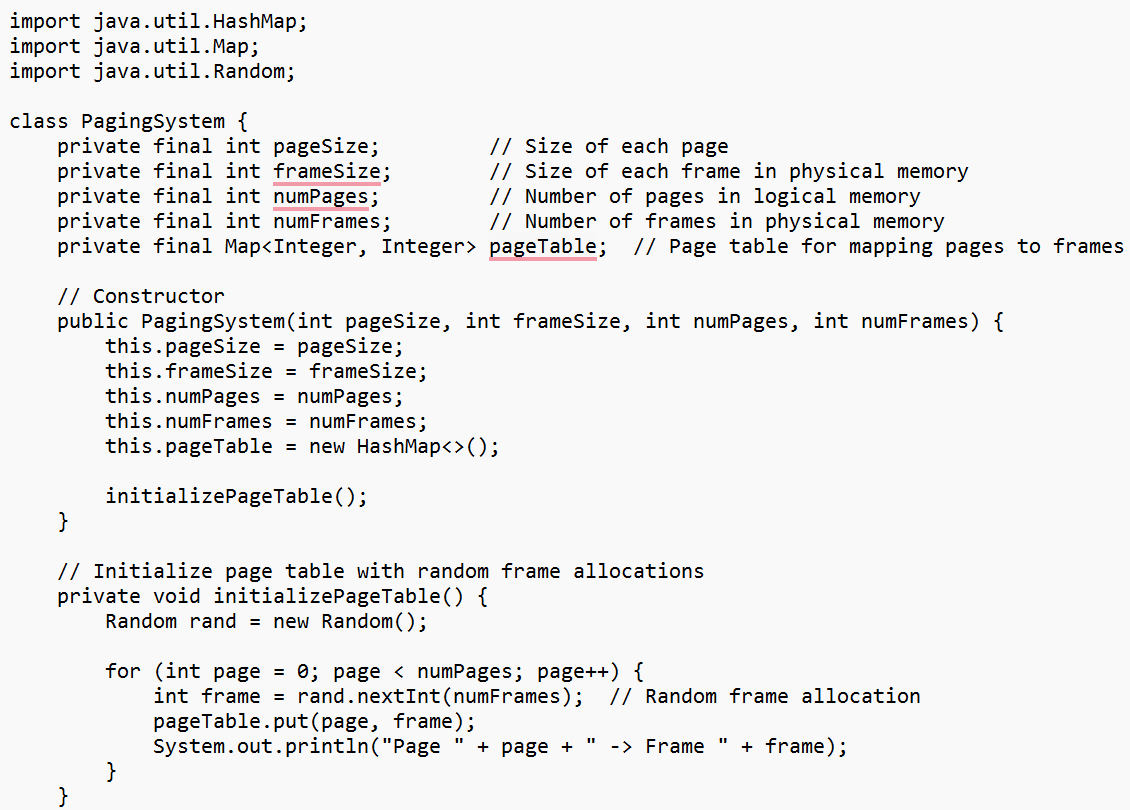 import java.util.HashMap;
import java.util.Map;
import java.util.Random;

class PagingSystem {
    private final int pageSize;         // Size of each page
    private final int frameSize;        // Size of each frame in physical memory
    private final int numPages;         // Number of pages in logical memory
    private final int numFrames;        // Number of frames in physical memory
    private final Map<Integer, Integer> pageTable;  // Page table for mapping pages to frames

    // Constructor
    public PagingSystem(int pageSize, int frameSize, int numPages, int numFrames) {
        this.pageSize = pageSize;
        this.frameSize = frameSize;
        this.numPages = numPages;
        this.numFrames = numFrames;
        this.pageTable = new HashMap<>();

        initializePageTable();
    }

    // Initialize page table with random frame allocations
    private void initializePageTable() {
        Random rand = new Random();

        for (int page = 0; page < numPages; page++) {
            int frame = rand.nextInt(numFrames);  // Random frame allocation
            pageTable.put(page, frame);
            System.out.println("Page " + page + " -> Frame " + frame);
        }
    }